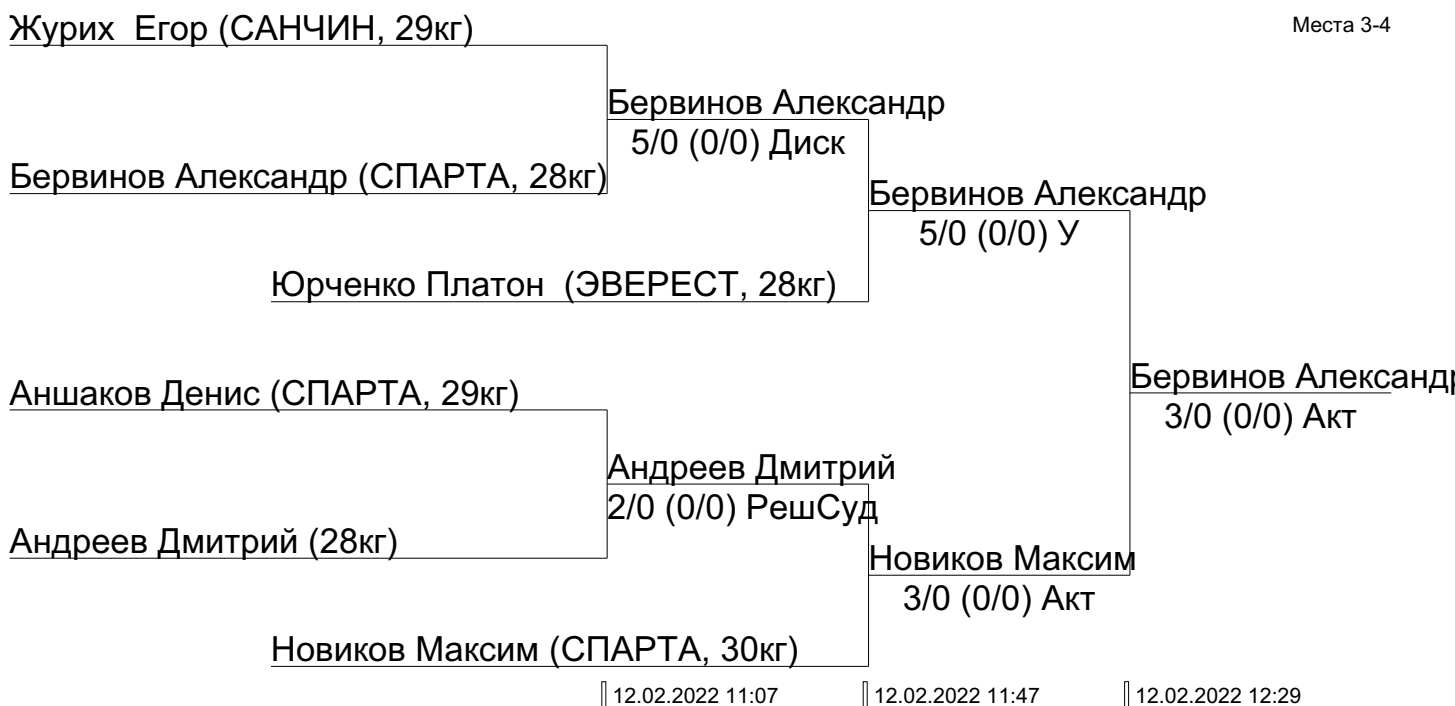 Журих  Егор (САНЧИН, 29кг)
Места 3-4
Бервинов Александр
5/0 (0/0) Диск
Бервинов Александр (СПАРТА, 28кг)
Бервинов Александр
5/0 (0/0) У
Юрченко Платон  (ЭВЕРЕСТ, 28кг)
Аншаков Денис (СПАРТА, 29кг)
Бервинов Александр
3/0 (0/0) Акт
Андреев Дмитрий
2/0 (0/0) РешСуд
Андреев Дмитрий (28кг)
Новиков Максим
3/0 (0/0) Акт
Новиков Максим (СПАРТА, 30кг)
12.02.2022 11:07
12.02.2022 11:47
12.02.2022 12:29